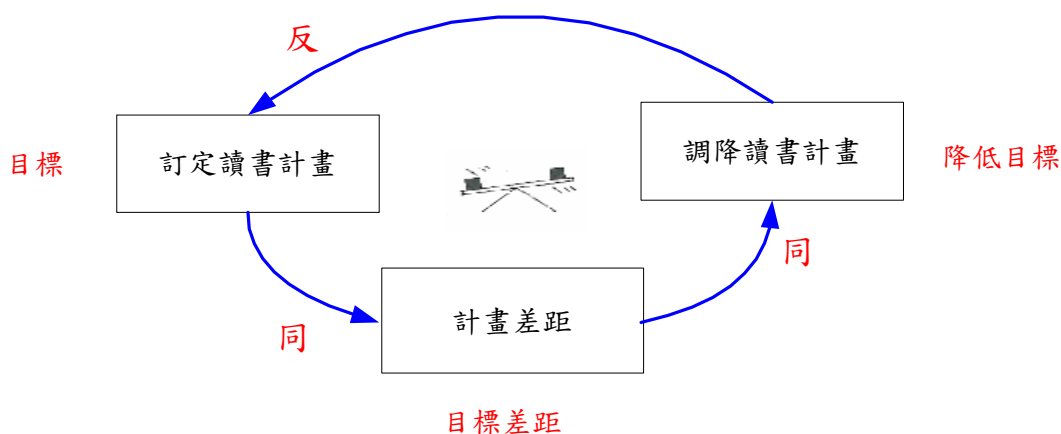 反
目標
訂定讀書計畫
調降讀書計畫
降低目標
同
同
計畫差距
目標差距